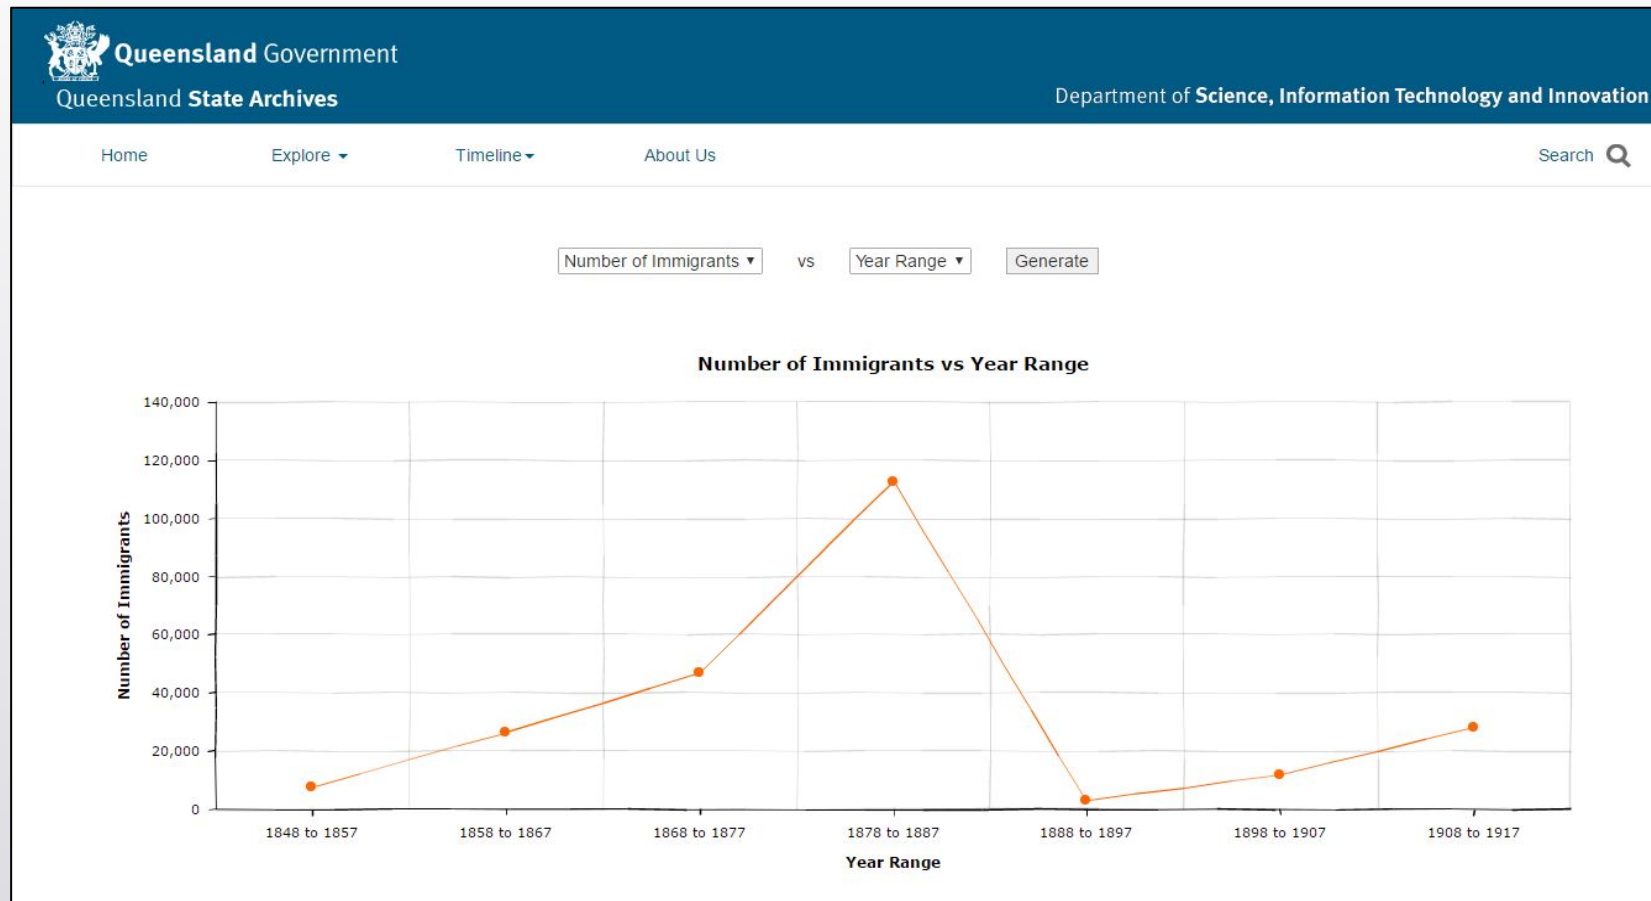 Queensland Government
Queensland State Archives
Department of Science, Information Technology and Innovation
Home Explore Timeline About Us Search
Number of Immigrants vs Year Range Generate
Number of Immigrants vs Year Range
140,000
120,000
100,000
80,000
60,000
40,000
20,000
0
Number of Immigrants
1848 to 1857 1858 to 1867 1868 to 1877 1878 to 1887 1888 to 1897 1898 to 1907 1908 to 1917
Year Range